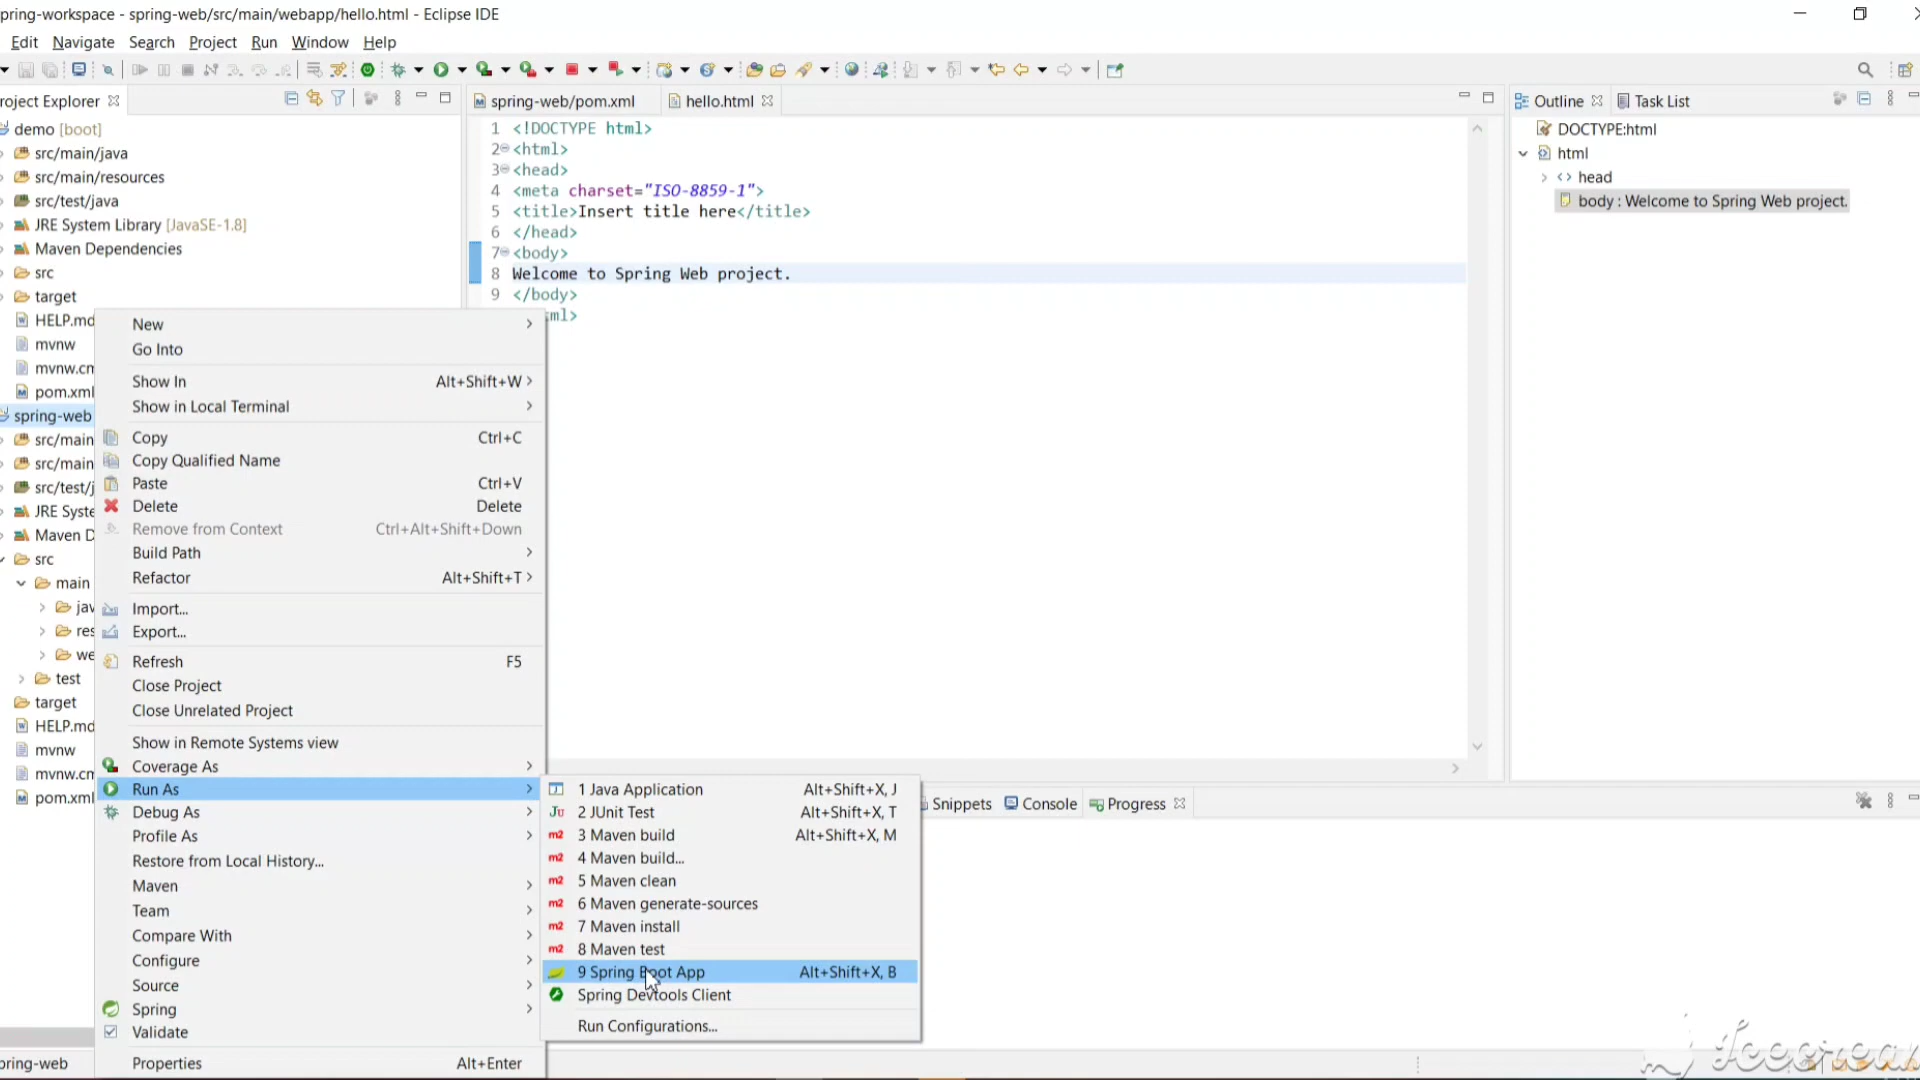 pring-workspace - spring-web/src/main/webapp/hello.html - Eclipse IDE
Edit Navigate Search Project Run Window Help
roject Explorer
spring-web/pom.xml hello.html
Outline Task List
demo [boot]
src/main/java
src/main/resources
src/test/java
JRE System Library [JavaSE-1.8]
Maven Dependencies
src
target
HELP.md
mvnw
mvnw.cm
pom.xml
spring-web
src/main
src/main
src/test/j
JRE Syste
Maven D
src
main
jav
res
we
test
target
HELP.md
mvnw
mvnw.cm
pom.xml
1 <!DOCTYPE html>
2 <html>
3 <head>
4 <meta charset="ISO-8859-1">
5 <title>Insert title here</title>
6 </head>
7 <body>
8 Welcome to Spring Web project.
9 </body>
ml>
DOCTYPE:html
html
head
body : Welcome to Spring Web project.
New
Go Into
Show In Alt+Shift+W
Show in Local Terminal
Copy Ctrl+C
Copy Qualified Name
Paste Ctrl+V
Delete Delete
Remove from Context Ctrl+Alt+Shift+Down
Build Path
Refactor Alt+Shift+T
Import...
Export...
Refresh F5
Close Project
Close Unrelated Project
Show in Remote Systems view
Coverage As
Run As
Debug As
Profile As
Restore from Local History...
Maven
Team
Compare With
Configure
Source
Spring
Validate
Properties Alt+Enter
1 Java Application Alt+Shift+X, J
Ju 2 JUnit Test Alt+Shift+X, T
m2 3 Maven build Alt+Shift+X, M
m2 4 Maven build...
m2 5 Maven clean
m2 6 Maven generate-sources
m2 7 Maven install
m2 8 Maven test
9 Spring Boot App Alt+Shift+X, B
Spring Devtools Client
Run Configurations...
Snippets Console Progress
pring-web
Icecrea